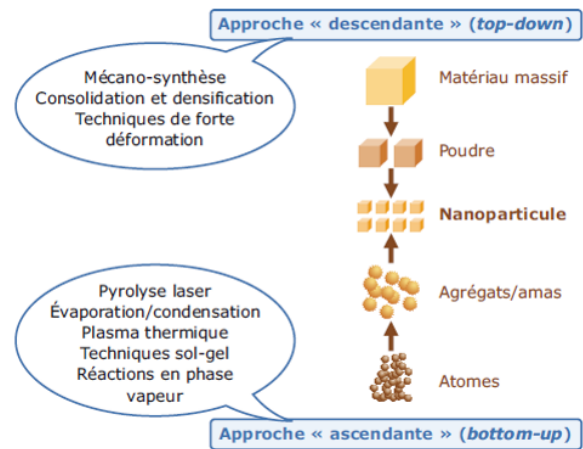 Approche « descendante » (top-down)
Mécano-synthèse
Consolidation et densification
Techniques de forte
déformation
Matériau massif
Poudre
Nanoparticule
Agrégats/amas
Atomes
Pyrolyse laser
Évaporation/condensation
Plasma thermique
Techniques sol-gel
Réactions en phase
vapeur
Approche « ascendante » (bottom-up)